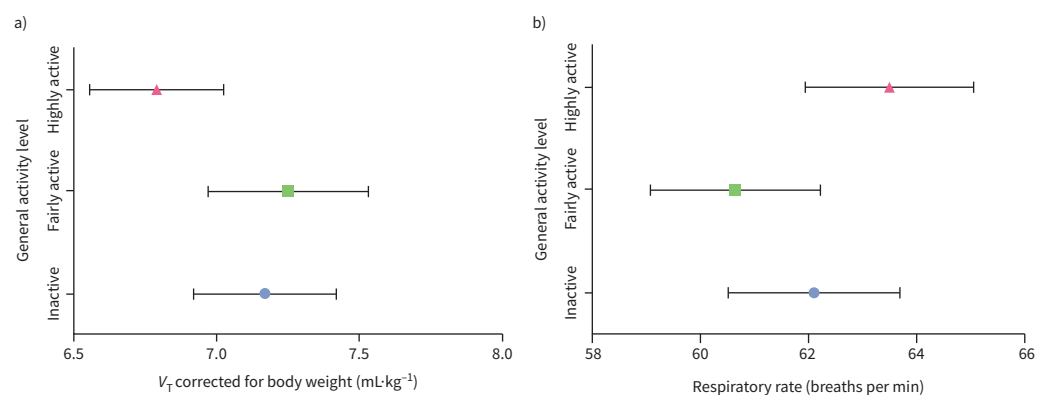 a)
General activity level
Highly active
Fairly active
Inactive
6.5 7.0 7.5 8.0
V_T corrected for body weight (mL·kg⁻¹)
b)
General activity level
Highly active
Fairly active
Inactive
58 60 62 64 66
Respiratory rate (breaths per min)